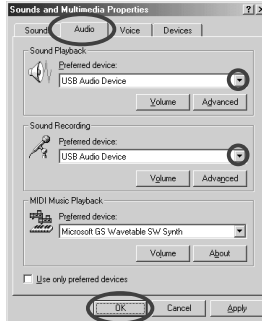 Sounds and Multimedia Properties ? X
Sounds Audio Voice Devices
Sound Playback
Preferred device:
USB Audio Device
Volume Advanced
Sound Recording
Preferred device:
USB Audio Device
Volume Advanced
MIDI Music Playback
Preferred device:
Microsoft GS Wavetable SW Synth
Volume About
Use only preferred devices
OK Cancel Apply